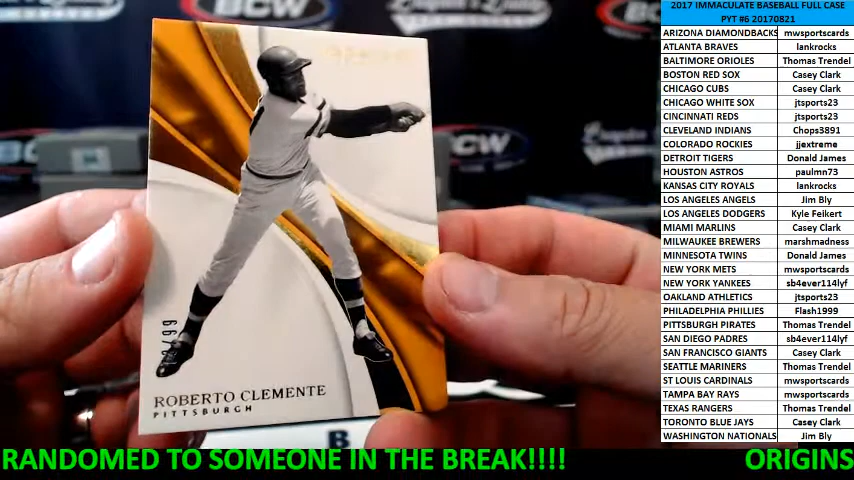 2017 IMMACULATE BASEBALL FULL CASE
PYT #6 20170821
ARIZONA DIAMONDBACKS mwsportscards
ATLANTA BRAVES lankrocks
BALTIMORE ORIOLES Thomas Trendel
BOSTON RED SOX Casey Clark
CHICAGO CUBS Casey Clark
CHICAGO WHITE SOX jtsports23
CINCINNATI REDS jtsports23
CLEVELAND INDIANS Chops3891
COLORADO ROCKIES jjextreme
DETROIT TIGERS Donald James
HOUSTON ASTROS paulmn73
KANSAS CITY ROYALS lankrocks
LOS ANGELES ANGELS Jim Bly
LOS ANGELES DODGERS Kyle Feikert
MIAMI MARLINS Casey Clark
MILWAUKEE BREWERS marshmadness
MINNESOTA TWINS Donald James
NEW YORK METS mwsportscards
NEW YORK YANKEES sb4ever114lyf
OAKLAND ATHLETICS jtsports23
PHILADELPHIA PHILLIES Flash1999
PITTSBURGH PIRATES Thomas Trendel
SAN DIEGO PADRES sb4ever114lyf
SAN FRANCISCO GIANTS Casey Clark
SEATTLE MARINERS Thomas Trendel
ST LOUIS CARDINALS mwsportscards
TAMPA BAY RAYS mwsportscards
TEXAS RANGERS Thomas Trendel
TORONTO BLUE JAYS Casey Clark
WASHINGTON NATIONALS Jim Bly
BCW
BCW
ROBERTO CLEMENTE
PITTSBURGH
RANDOMED TO SOMEONE IN THE BREAK!!!! ORIGINS